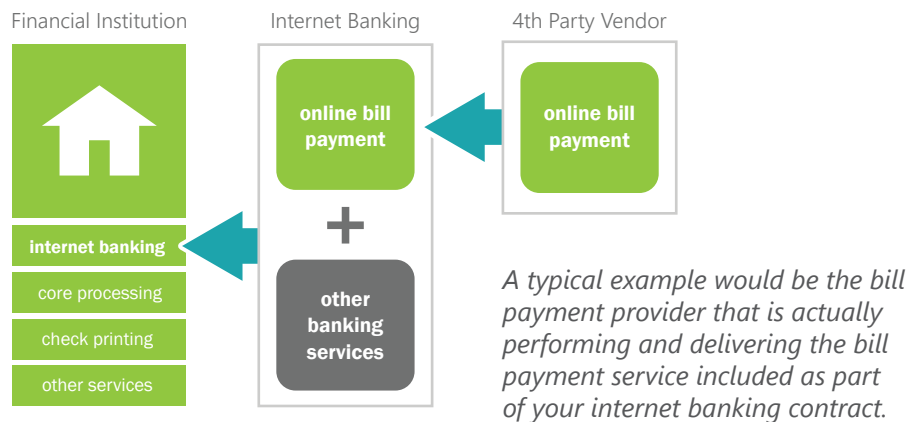 Financial Institution
Internet Banking
4th Party Vendor
online bill
payment
online bill
payment
+
internet banking
core processing
check printing
other services
other
banking
services
A typical example would be the bill
payment provider that is actually
performing and delivering the bill
payment service included as part
of your internet banking contract.